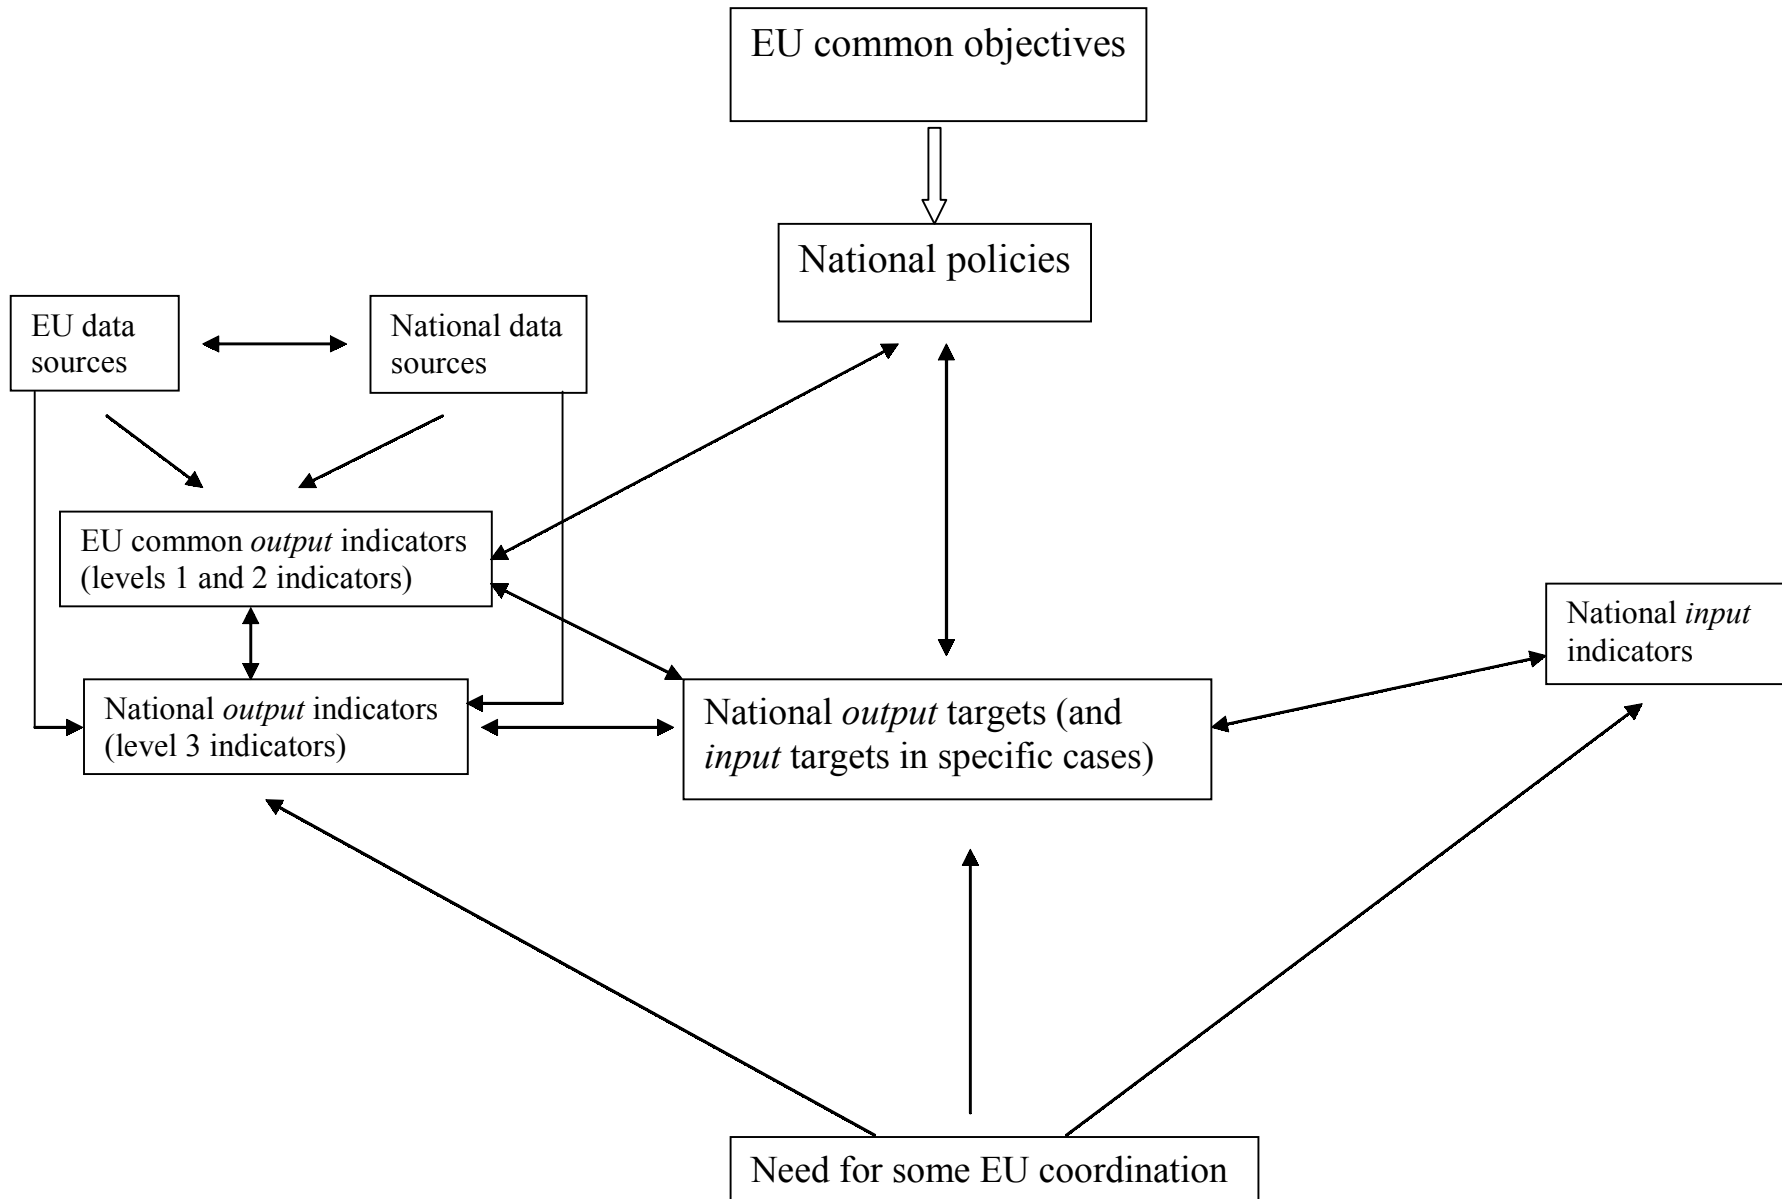 EU common objectives
National policies
EU data
sources
National data
sources
EU common output indicators
(levels 1 and 2 indicators)
National input
indicators
National output indicators
(level 3 indicators)
National output targets (and
input targets in specific cases)
Need for some EU coordination